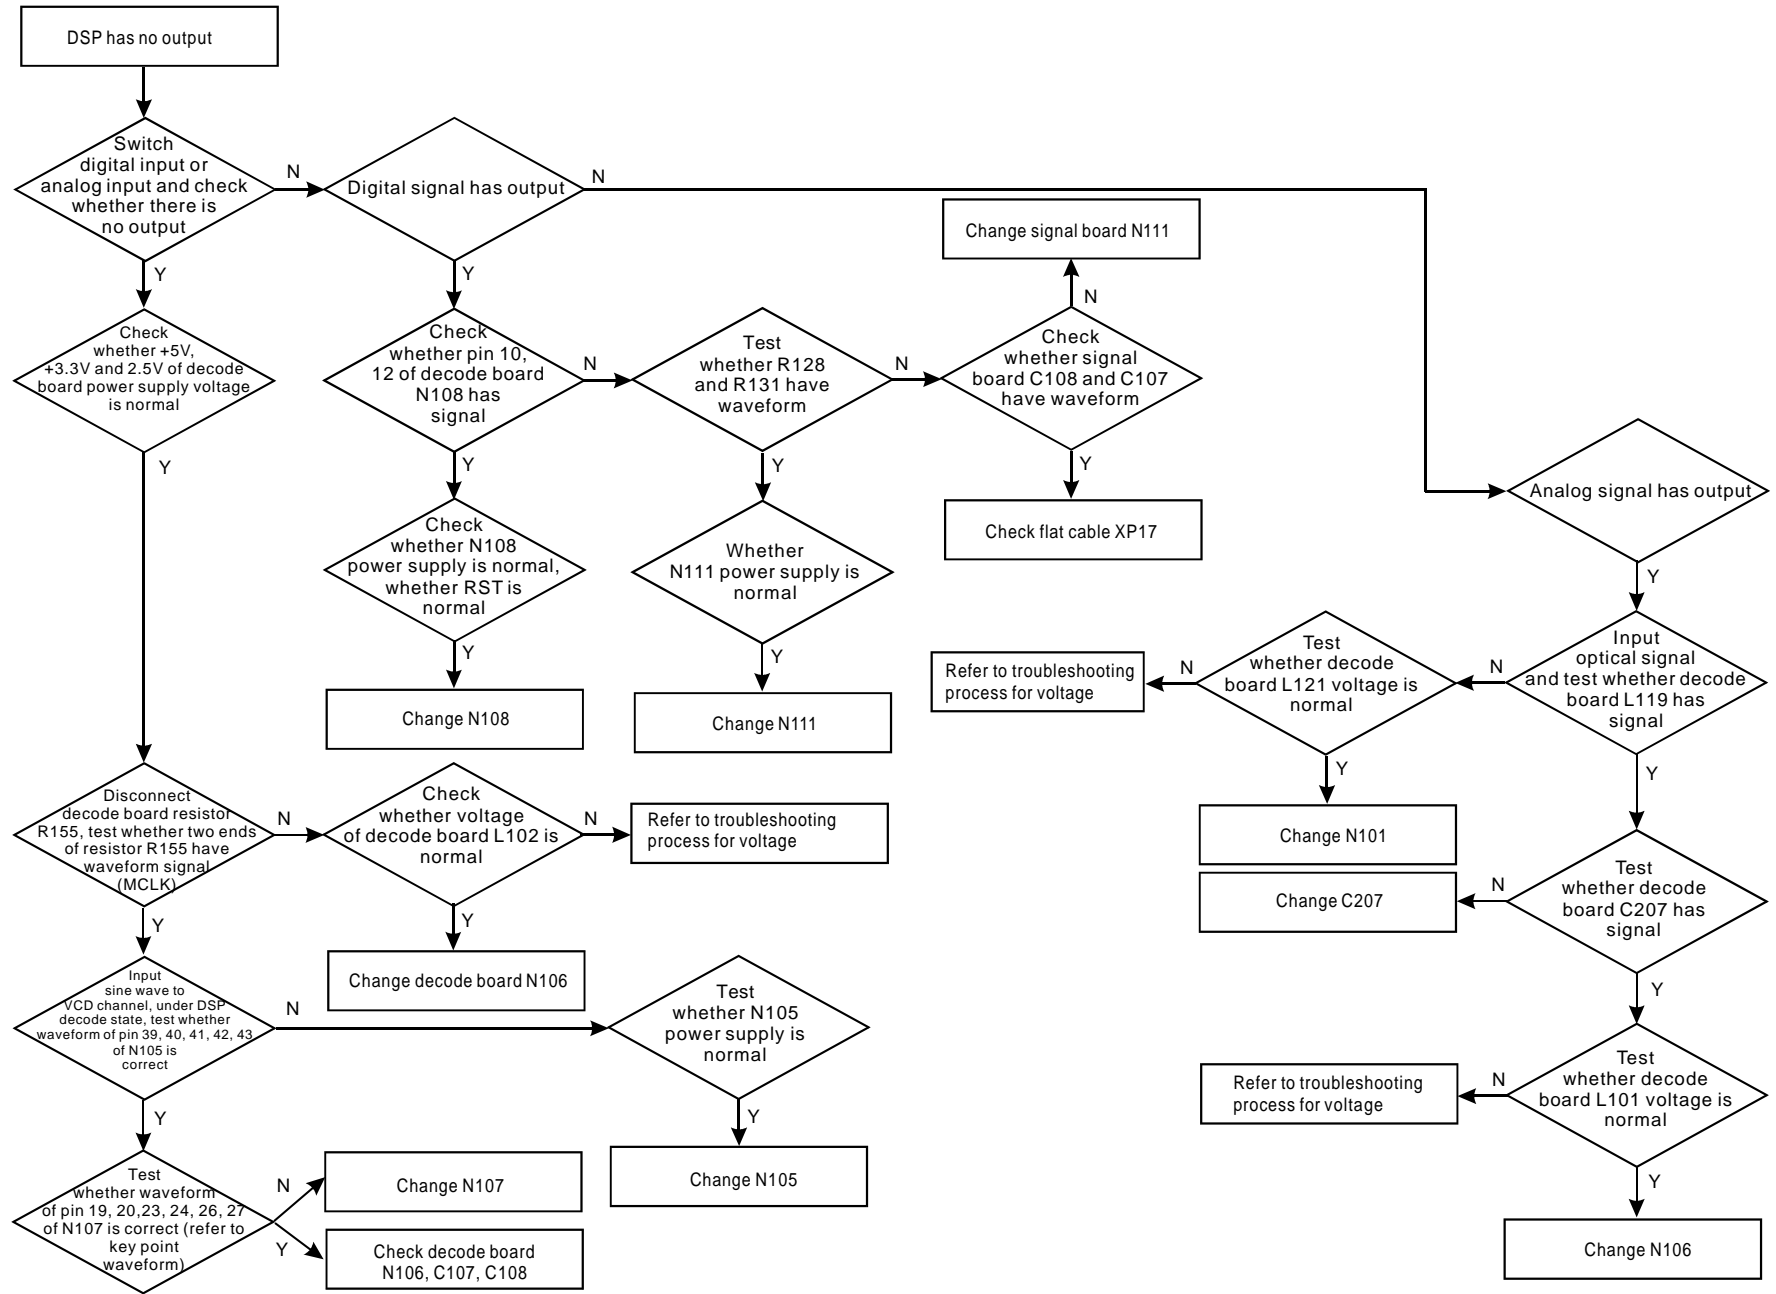 DSP has no output
Switch
digital input or
analog input and check
whether there is
no output
N
Digital signal has output
N
Y
Y
Change signal board N111
N
Check
whether +5V,
+3.3V and 2.5V of decode
board power supply voltage
is normal
Y
Check
whether pin 10,
12 of decode board
N108 has
signal
N
Y
Test
whether R128
and R131 have
waveform
N
Y
Check
whether signal
board C108 and C107
have waveform
Y
Check flat cable XP17
Analog signal has output
Y
Check
whether N108
power supply is normal,
whether RST is
normal
Y
Change N108
Whether
N111 power supply is
normal
Y
Change N111
Input
optical signal
and test whether decode
board L119 has
signal
N
Y
Test
whether decode
board L121 voltage is
normal
N
Y
Refer to troubleshooting
process for voltage
Change N101
Disconnect
decode board resistor
R155, test whether two ends
of resistor R155 have
waveform signal
(MCLK)
N
Y
Check
whether voltage
of decode board L102 is
normal
N
Y
Refer to troubleshooting
process for voltage
Change decode board N106
Test
whether decode
board C207 has
signal
N
Y
Change C207
Input
sine wave to
VCD channel, under DSP
decode state, test whether
waveform of pin 39, 40, 41, 42, 43
of N105 is
correct
N
Y
Test
whether N105
power supply is
normal
Y
Change N105
Test
whether decode
board L101 voltage is
normal
N
Y
Refer to troubleshooting
process for voltage
Change N106
Test
whether waveform
of pin 19, 20,23, 24, 26, 27
of N107 is correct (refer to
key point
waveform)
N
Y
Change N107
Check decode board
N106, C107, C108